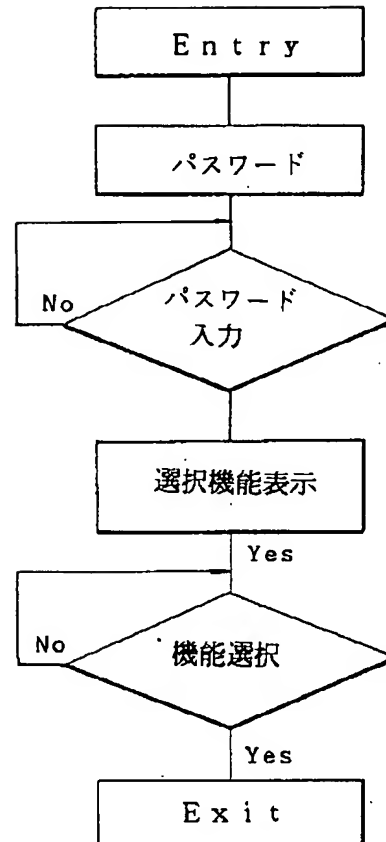 Entry
パスワード
パスワード
入力
No
選択機能表示
Yes
機能選択
No
Yes
Exit